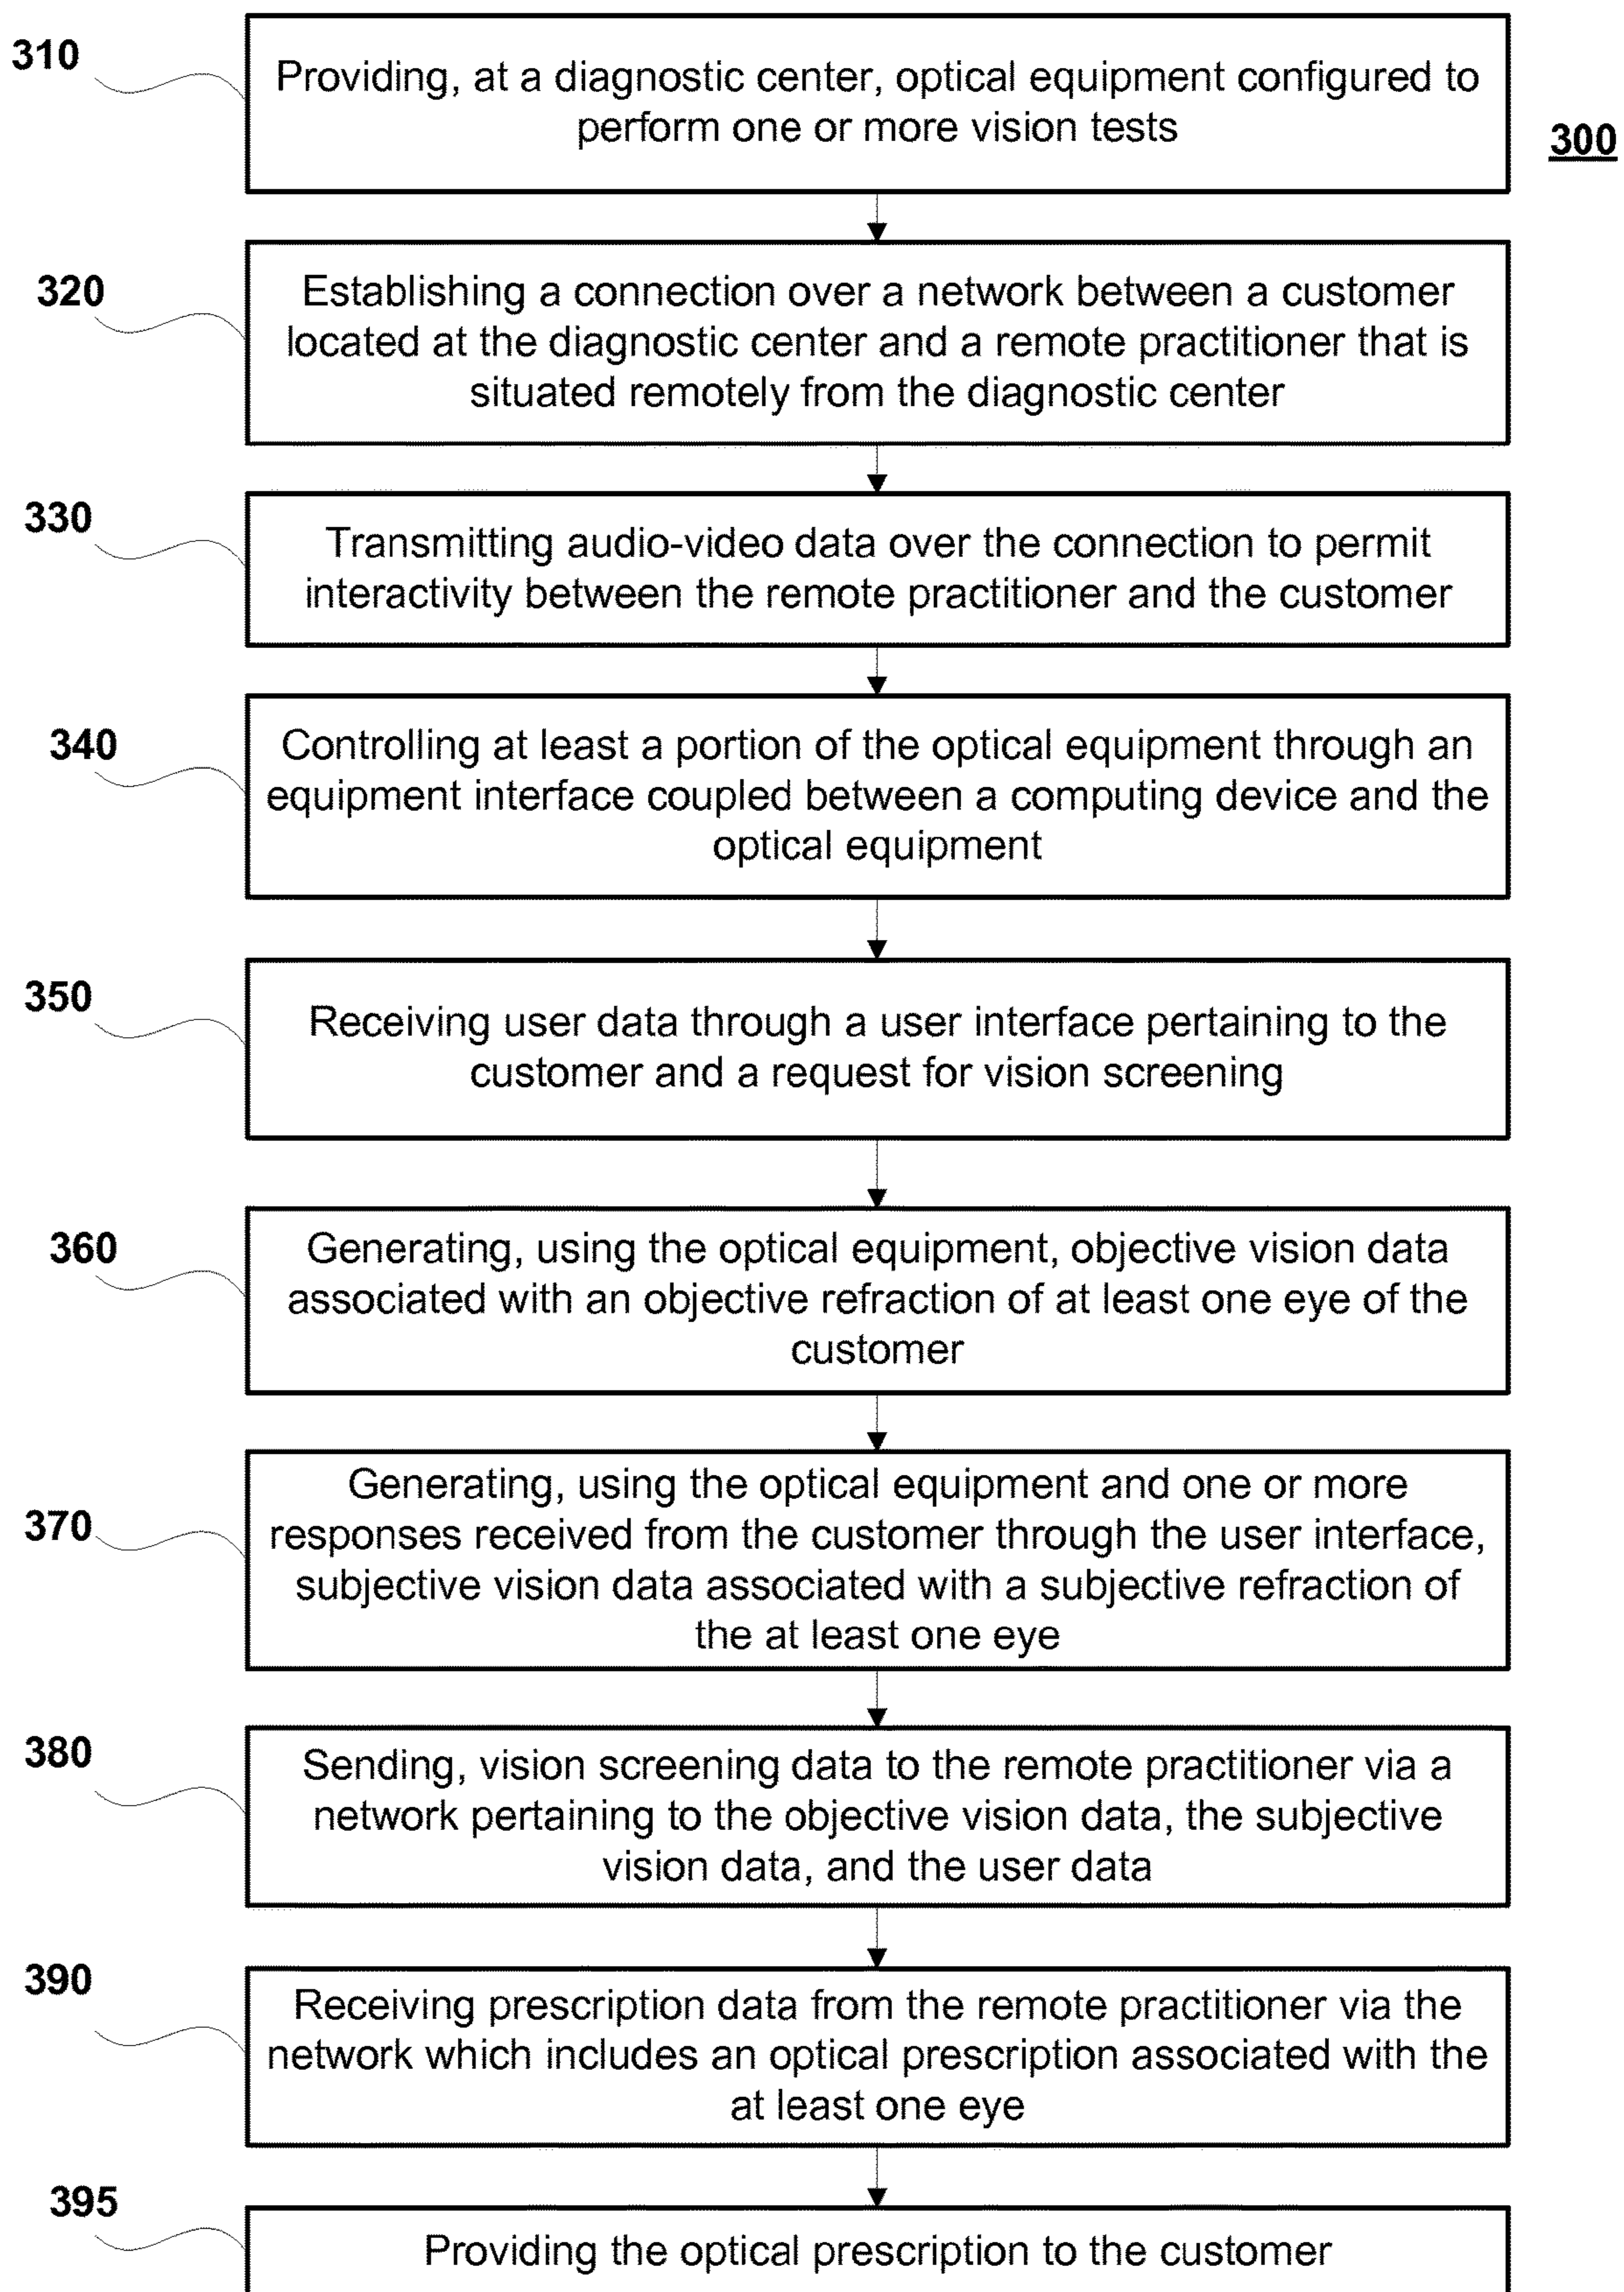 310
Providing, at a diagnostic center, optical equipment configured to
perform one or more vision tests
300
320
Establishing a connection over a network between a customer
located at the diagnostic center and a remote practitioner that is
situated remotely from the diagnostic center
330
Transmitting audio-video data over the connection to permit
interactivity between the remote practitioner and the customer
340
Controlling at least a portion of the optical equipment through an
equipment interface coupled between a computing device and the
optical equipment
350
Receiving user data through a user interface pertaining to the
customer and a request for vision screening
360
Generating, using the optical equipment, objective vision data
associated with an objective refraction of at least one eye of the
customer
370
Generating, using the optical equipment and one or more
responses received from the customer through the user interface,
subjective vision data associated with a subjective refraction of
the at least one eye
380
Sending, vision screening data to the remote practitioner via a
network pertaining to the objective vision data, the subjective
vision data, and the user data
390
Receiving prescription data from the remote practitioner via the
network which includes an optical prescription associated with the
at least one eye
395
Providing the optical prescription to the customer